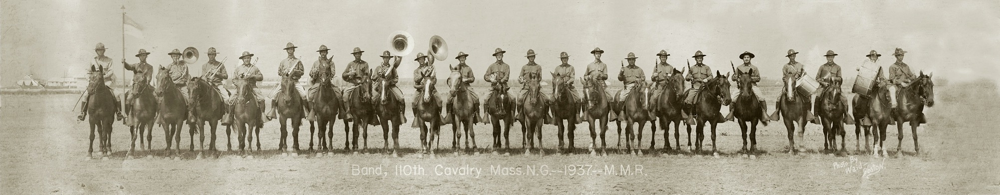 Band, 110th. Cavalry Mass.N.G.--1937--M.M.R.
Photo By
Wald-
Boston.